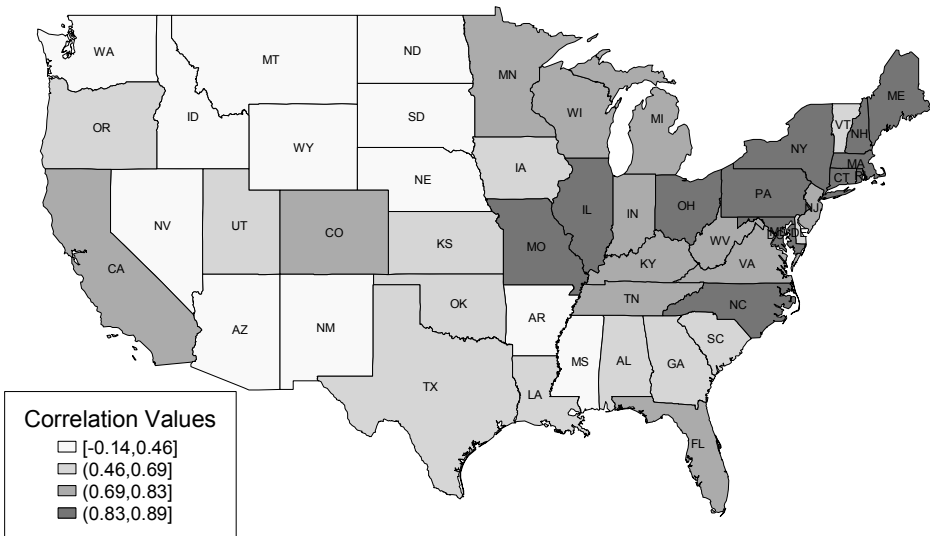 WA
MT
ND
MN
ME
OR
ID
SD
WI
MI
VT
NH
NY
MA
CT
WY
IA
NE
PA
NV
UT
CO
KS
MO
IL
IN
OH
NJ
DE
WV
VA
KY
CA
AZ
NM
OK
AR
TN
NC
SC
MS
AL
GA
TX
LA
FL
Correlation Values
[-0.14,0.46]
(0.46,0.69]
(0.69,0.83]
(0.83,0.89]